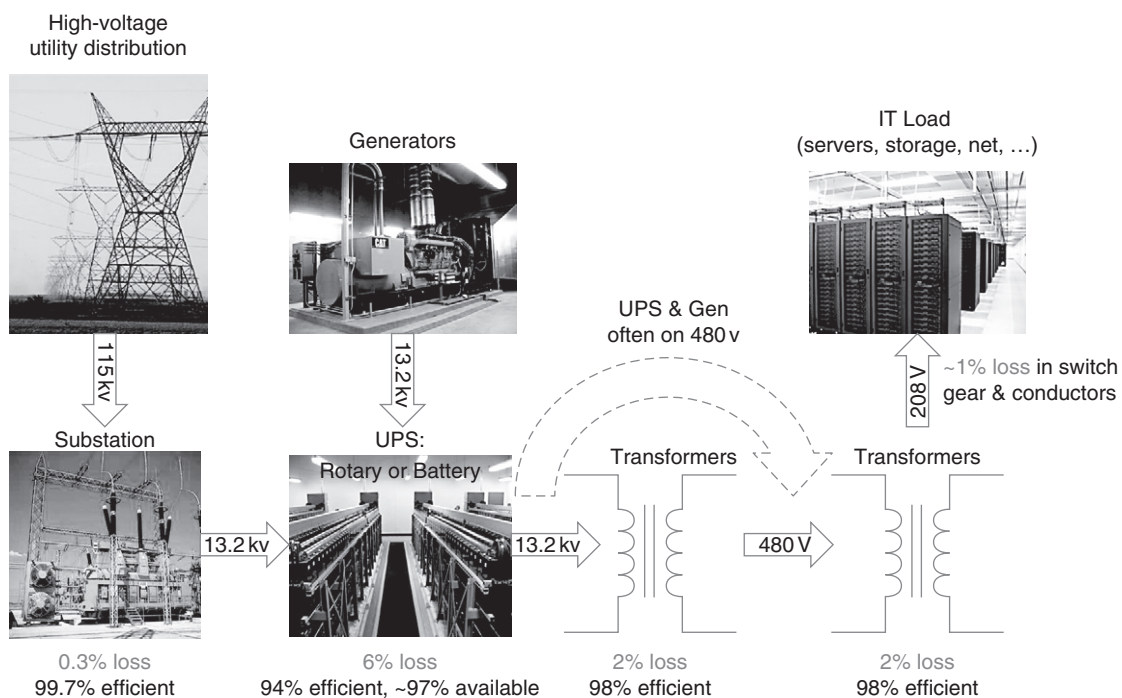 High-voltage
utility distribution
Generators
IT Load
(servers, storage, net, …)
CAT
UPS & Gen
often on 480 v
115 kv
13.2 kv
208 V
~1% loss in switch
gear & conductors
Substation
UPS:
Rotary or Battery
Transformers
Transformers
13.2 kv
13.2 kv
480 V
0.3% loss
99.7% efficient
6% loss
94% efficient, ~97% available
2% loss
98% efficient
2% loss
98% efficient